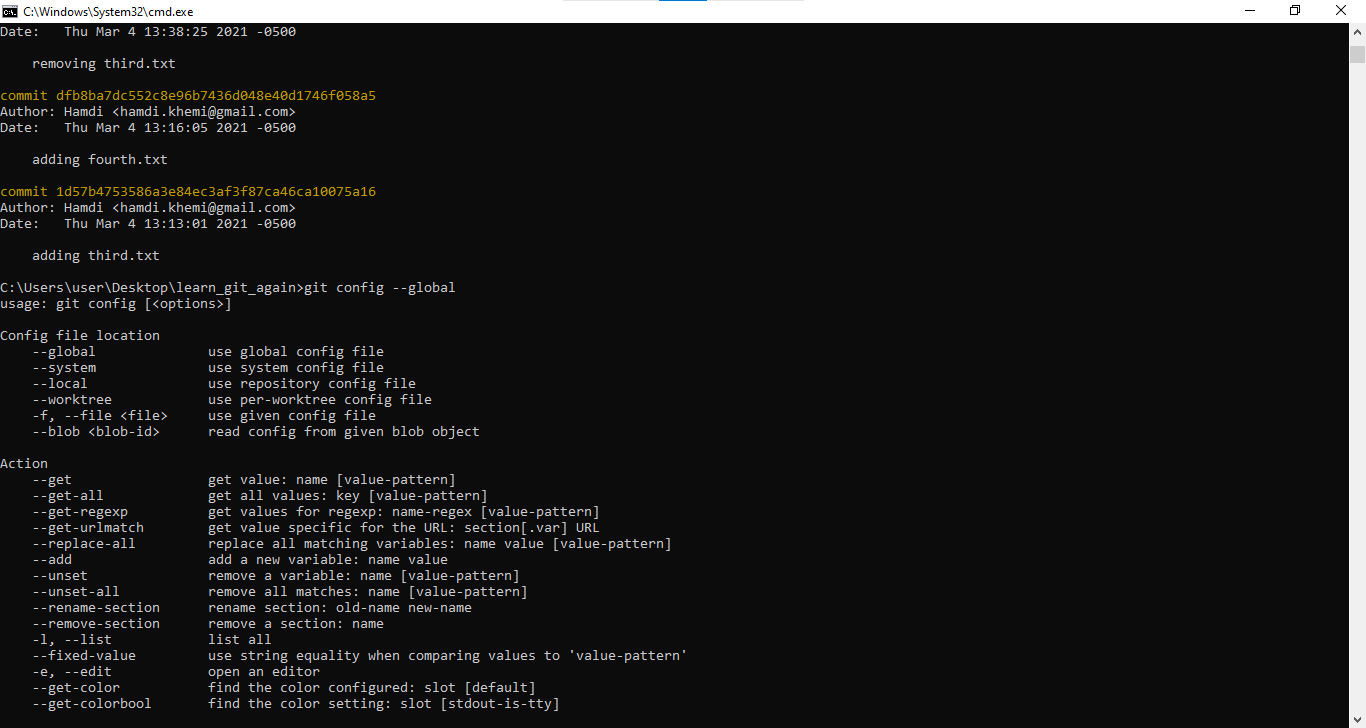 C:\Windows\System32\cmd.exe
Date:   Thu Mar 4 13:38:25 2021 -0500
    removing third.txt
commit dfb8ba7dc552c8e96b7436d048e40d1746f058a5
Author: Hamdi <hamdi.khemi@gmail.com>
Date:   Thu Mar 4 13:16:05 2021 -0500
    adding fourth.txt
commit 1d57b4753586a3e84ec3af3f87ca46ca10075a16
Author: Hamdi <hamdi.khemi@gmail.com>
Date:   Thu Mar 4 13:13:01 2021 -0500
    adding third.txt
C:\Users\user\Desktop\learn_git_again>git config --global
usage: git config [<options>]
Config file location
    --global              use global config file
    --system              use system config file
    --local               use repository config file
    --worktree            use per-worktree config file
    -f, --file <file>     use given config file
    --blob <blob-id>      read config from given blob object
Action
    --get                 get value: name [value-pattern]
    --get-all             get all values: key [value-pattern]
    --get-regexp          get values for regexp: name-regex [value-pattern]
    --get-urlmatch        get value specific for the URL: section[.var] URL
    --replace-all         replace all matching variables: name value [value-pattern]
    --add                 add a new variable: name value
    --unset               remove a variable: name [value-pattern]
    --unset-all           remove all matches: name [value-pattern]
    --rename-section      rename section: old-name new-name
    --remove-section      remove a section: name
    -l, --list            list all
    --fixed-value         use string equality when comparing values to 'value-pattern'
    -e, --edit            open an editor
    --get-color           find the color configured: slot [default]
    --get-colorbool       find the color setting: slot [stdout-is-tty]